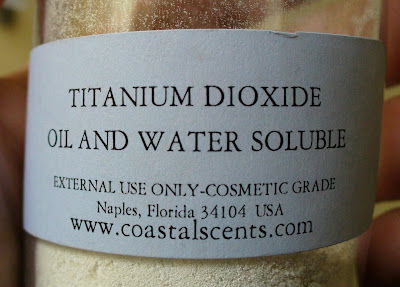 TITANIUM DIOXIDE
OIL AND WATER SOLUBLE
EXTERNAL USE ONLY-COSMETIC GRADE
Naples, Florida 34104 USA
www.coastalscents.com